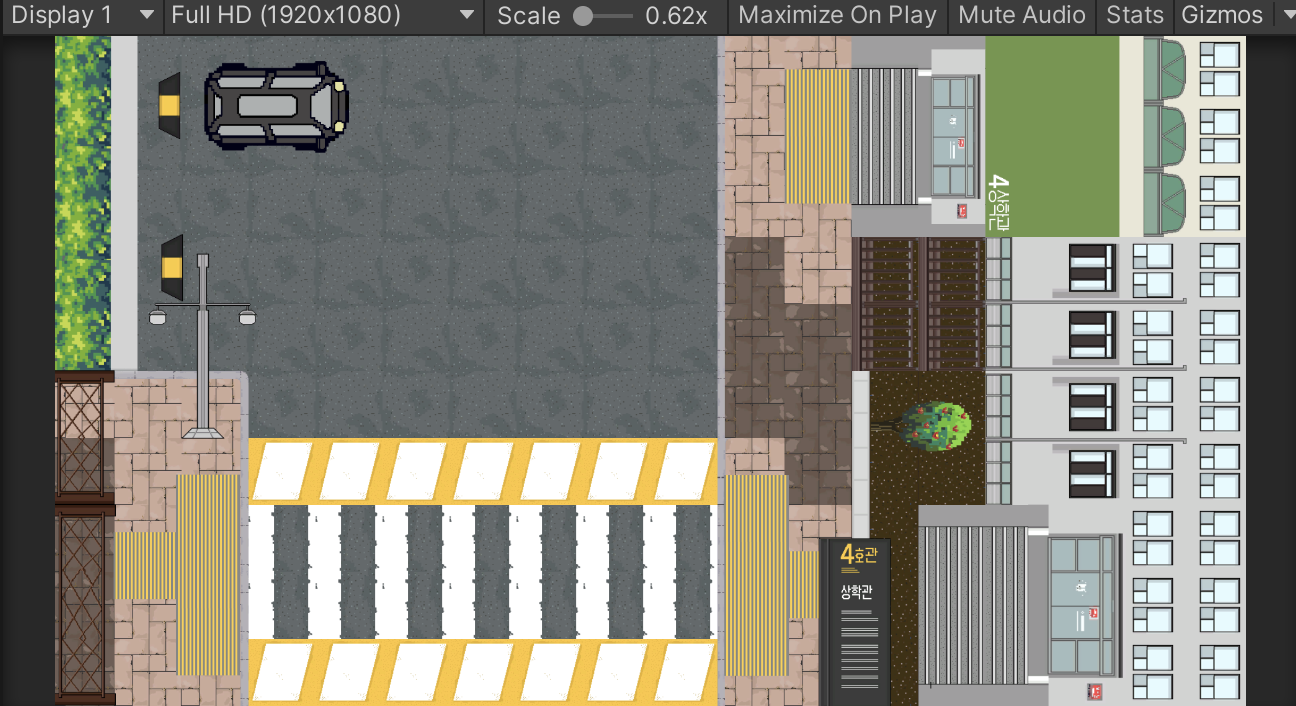 Display 1 Full HD (1920x1080) Scale 0.62x Maximize On Play Mute Audio Stats Gizmos
4상학관
4호관
상학관